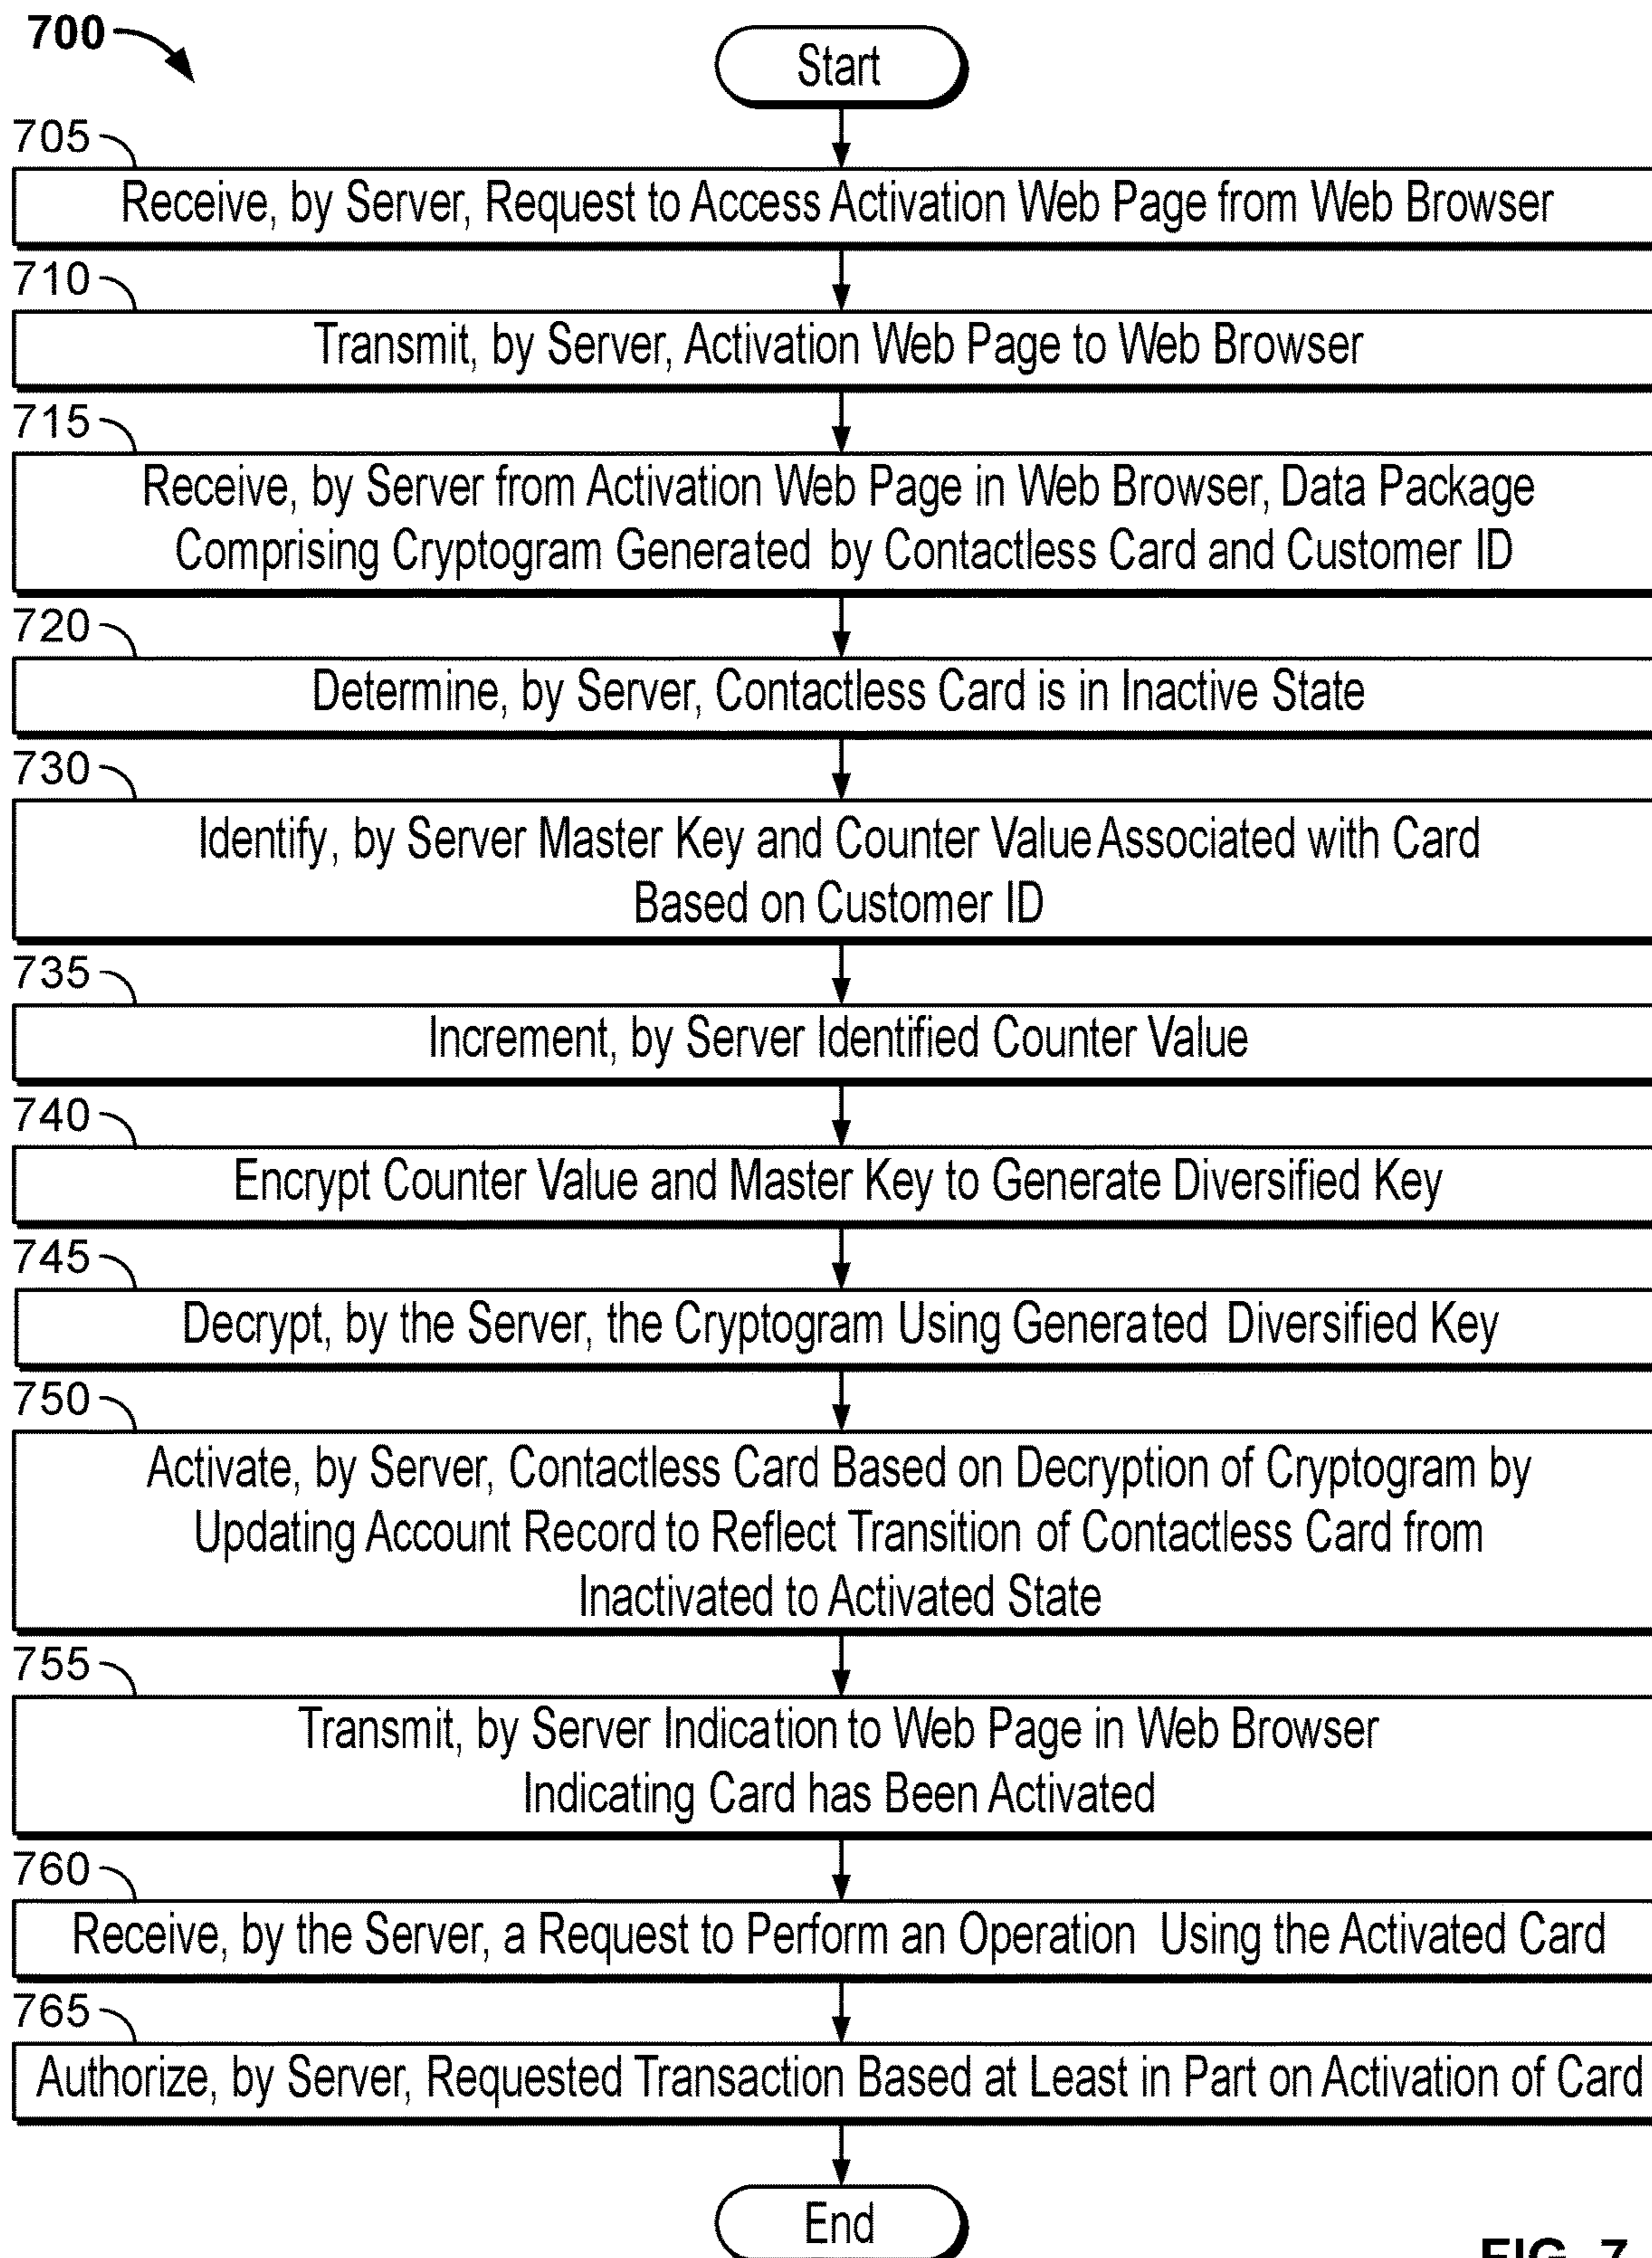 700
Start
705
Receive, by Server, Request to Access Activation Web Page from Web Browser
710
Transmit, by Server, Activation Web Page to Web Browser
715
Receive, by Server from Activation Web Page in Web Browser, Data Package
Comprising Cryptogram Generated by Contactless Card and Customer ID
720
Determine, by Server, Contactless Card is in Inactive State
730
Identify, by Server Master Key and Counter Value Associated with Card
Based on Customer ID
735
Increment, by Server Identified Counter Value
740
Encrypt Counter Value and Master Key to Generate Diversified Key
745
Decrypt, by the Server, the Cryptogram Using Generated Diversified Key
750
Activate, by Server, Contactless Card Based on Decryption of Cryptogram by
Updating Account Record to Reflect Transition of Contactless Card from
Inactivated to Activated State
755
Transmit, by Server Indication to Web Page in Web Browser
Indicating Card has Been Activated
760
Receive, by the Server, a Request to Perform an Operation Using the Activated Card
765
Authorize, by Server, Requested Transaction Based at Least in Part on Activation of Card
End
FIG. 7